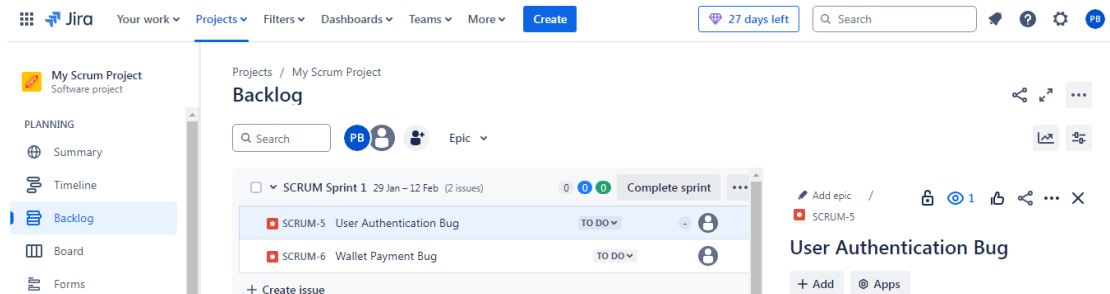 Jira Your work Projects Filters Dashboards Teams More Create 27 days left Search PB
My Scrum Project
Software project
PLANNING
Summary
Timeline
Backlog
Board
Forms
Projects / My Scrum Project
Backlog
Search PB Epic
SCRUM Sprint 1 29 Jan – 12 Feb (2 issues) 0 0 0 Complete sprint
SCRUM-5 User Authentication Bug TO DO -
SCRUM-6 Wallet Payment Bug TO DO
+ Create issue
Add epic / 1
SCRUM-5
User Authentication Bug
+ Add Apps